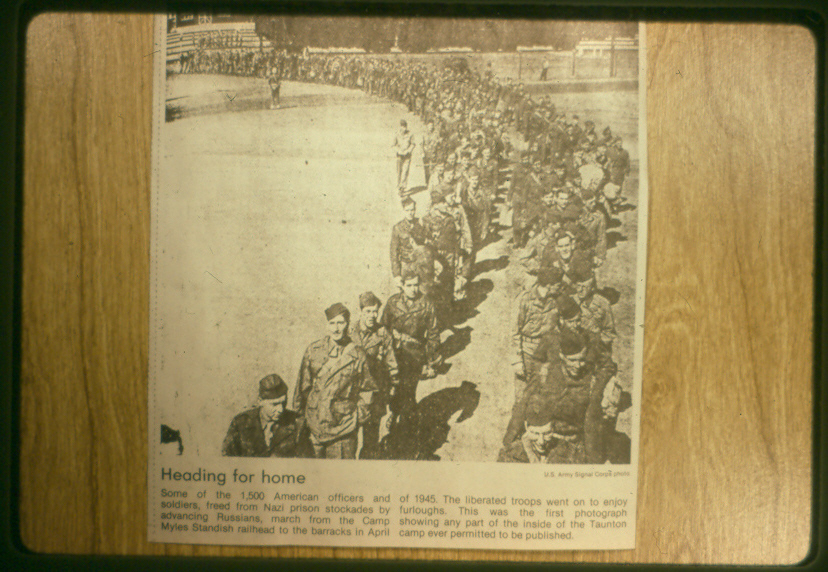 Heading for home
U.S. Army Signal Corps photo
Some of the 1,500 American officers and
soldiers, freed from Nazi prison stockades by
advancing Russians, march from the Camp
Myles Standish railhead to the barracks in April
of 1945. The liberated troops went on to enjoy
furloughs. This was the first photograph
showing any part of the inside of the Taunton
camp ever permitted to be published.